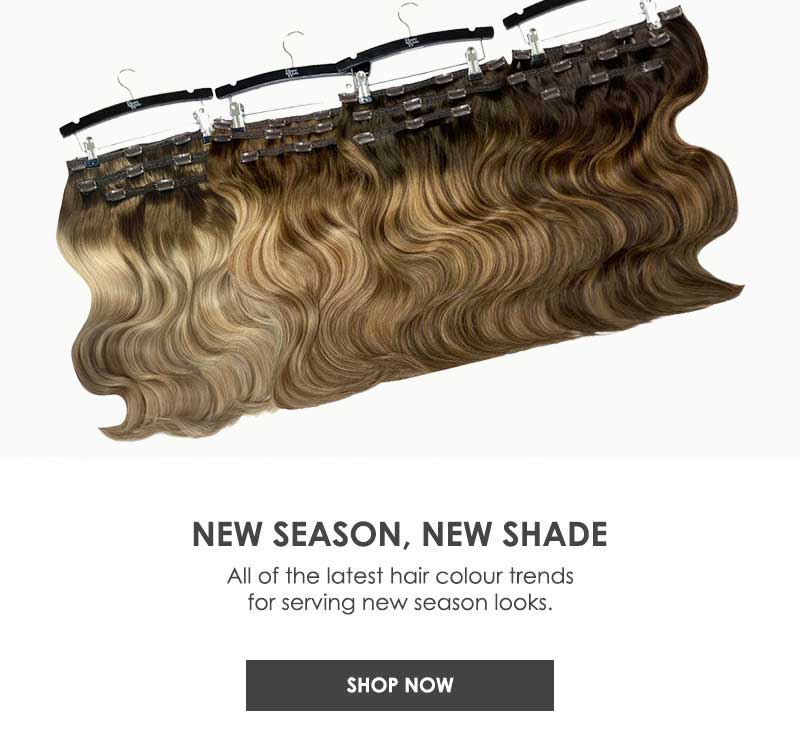 NEW SEASON, NEW SHADE
All of the latest hair colour trends
for serving new season looks.
SHOP NOW